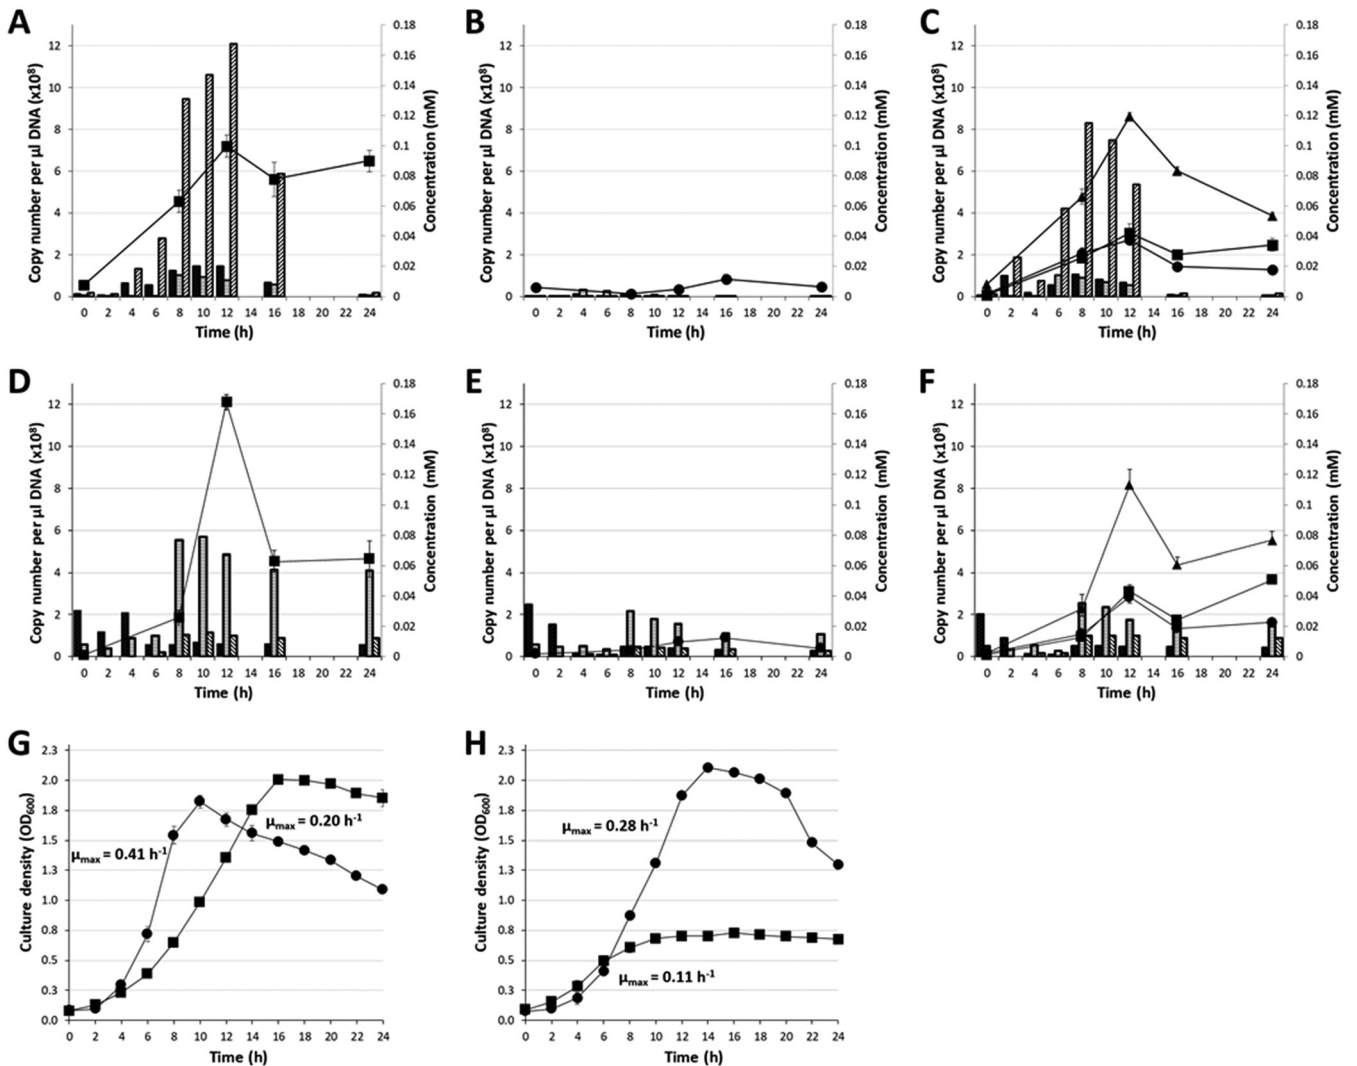 A
B
C
Copy number per µl DNA (x10⁸)
12
10
8
6
4
2
0
0.18
0.16
0.14
0.12
0.1
0.08
0.06
0.04
0.02
0
Concentration (mM)
0 2 4 6 8 10 12 14 16 18 20 22 24
Time (h)
Copy number per µl DNA (x10⁸)
12
10
8
6
4
2
0
0.18
0.16
0.14
0.12
0.1
0.08
0.06
0.04
0.02
0
Concentration (mM)
0 2 4 6 8 10 12 14 16 18 20 22 24
Time (h)
Copy number per µl DNA (x10⁸)
12
10
8
6
4
2
0
0.18
0.16
0.14
0.12
0.1
0.08
0.06
0.04
0.02
0
Concentration (mM)
0 2 4 6 8 10 12 14 16 18 20 22 24
Time (h)
D
E
F
Copy number per µl DNA (x10⁸)
12
10
8
6
4
2
0
0.18
0.16
0.14
0.12
0.1
0.08
0.06
0.04
0.02
0
Concentration (mM)
0 2 4 6 8 10 12 14 16 18 20 22 24
Time (h)
Copy number per µl DNA (x10⁸)
12
10
8
6
4
2
0
0.18
0.16
0.14
0.12
0.1
0.08
0.06
0.04
0.02
0
Concentration (mM)
0 2 4 6 8 10 12 14 16 18 20 22 24
Time (h)
Copy number per µl DNA (x10⁸)
12
10
8
6
4
2
0
0.18
0.16
0.14
0.12
0.1
0.08
0.06
0.04
0.02
0
Concentration (mM)
0 2 4 6 8 10 12 14 16 18 20 22 24
Time (h)
G
H
Culture density (OD₆₀₀)
2.3
2.0
1.8
1.5
1.3
1.0
0.8
0.5
0.3
0.0
µmax = 0.41 h⁻¹
µmax = 0.20 h⁻¹
0 2 4 6 8 10 12 14 16 18 20 22 24
Time (h)
Culture density (OD₆₀₀)
2.3
2.0
1.8
1.5
1.3
1.0
0.8
0.5
0.3
0.0
µmax = 0.28 h⁻¹
µmax = 0.11 h⁻¹
0 2 4 6 8 10 12 14 16 18 20 22 24
Time (h)